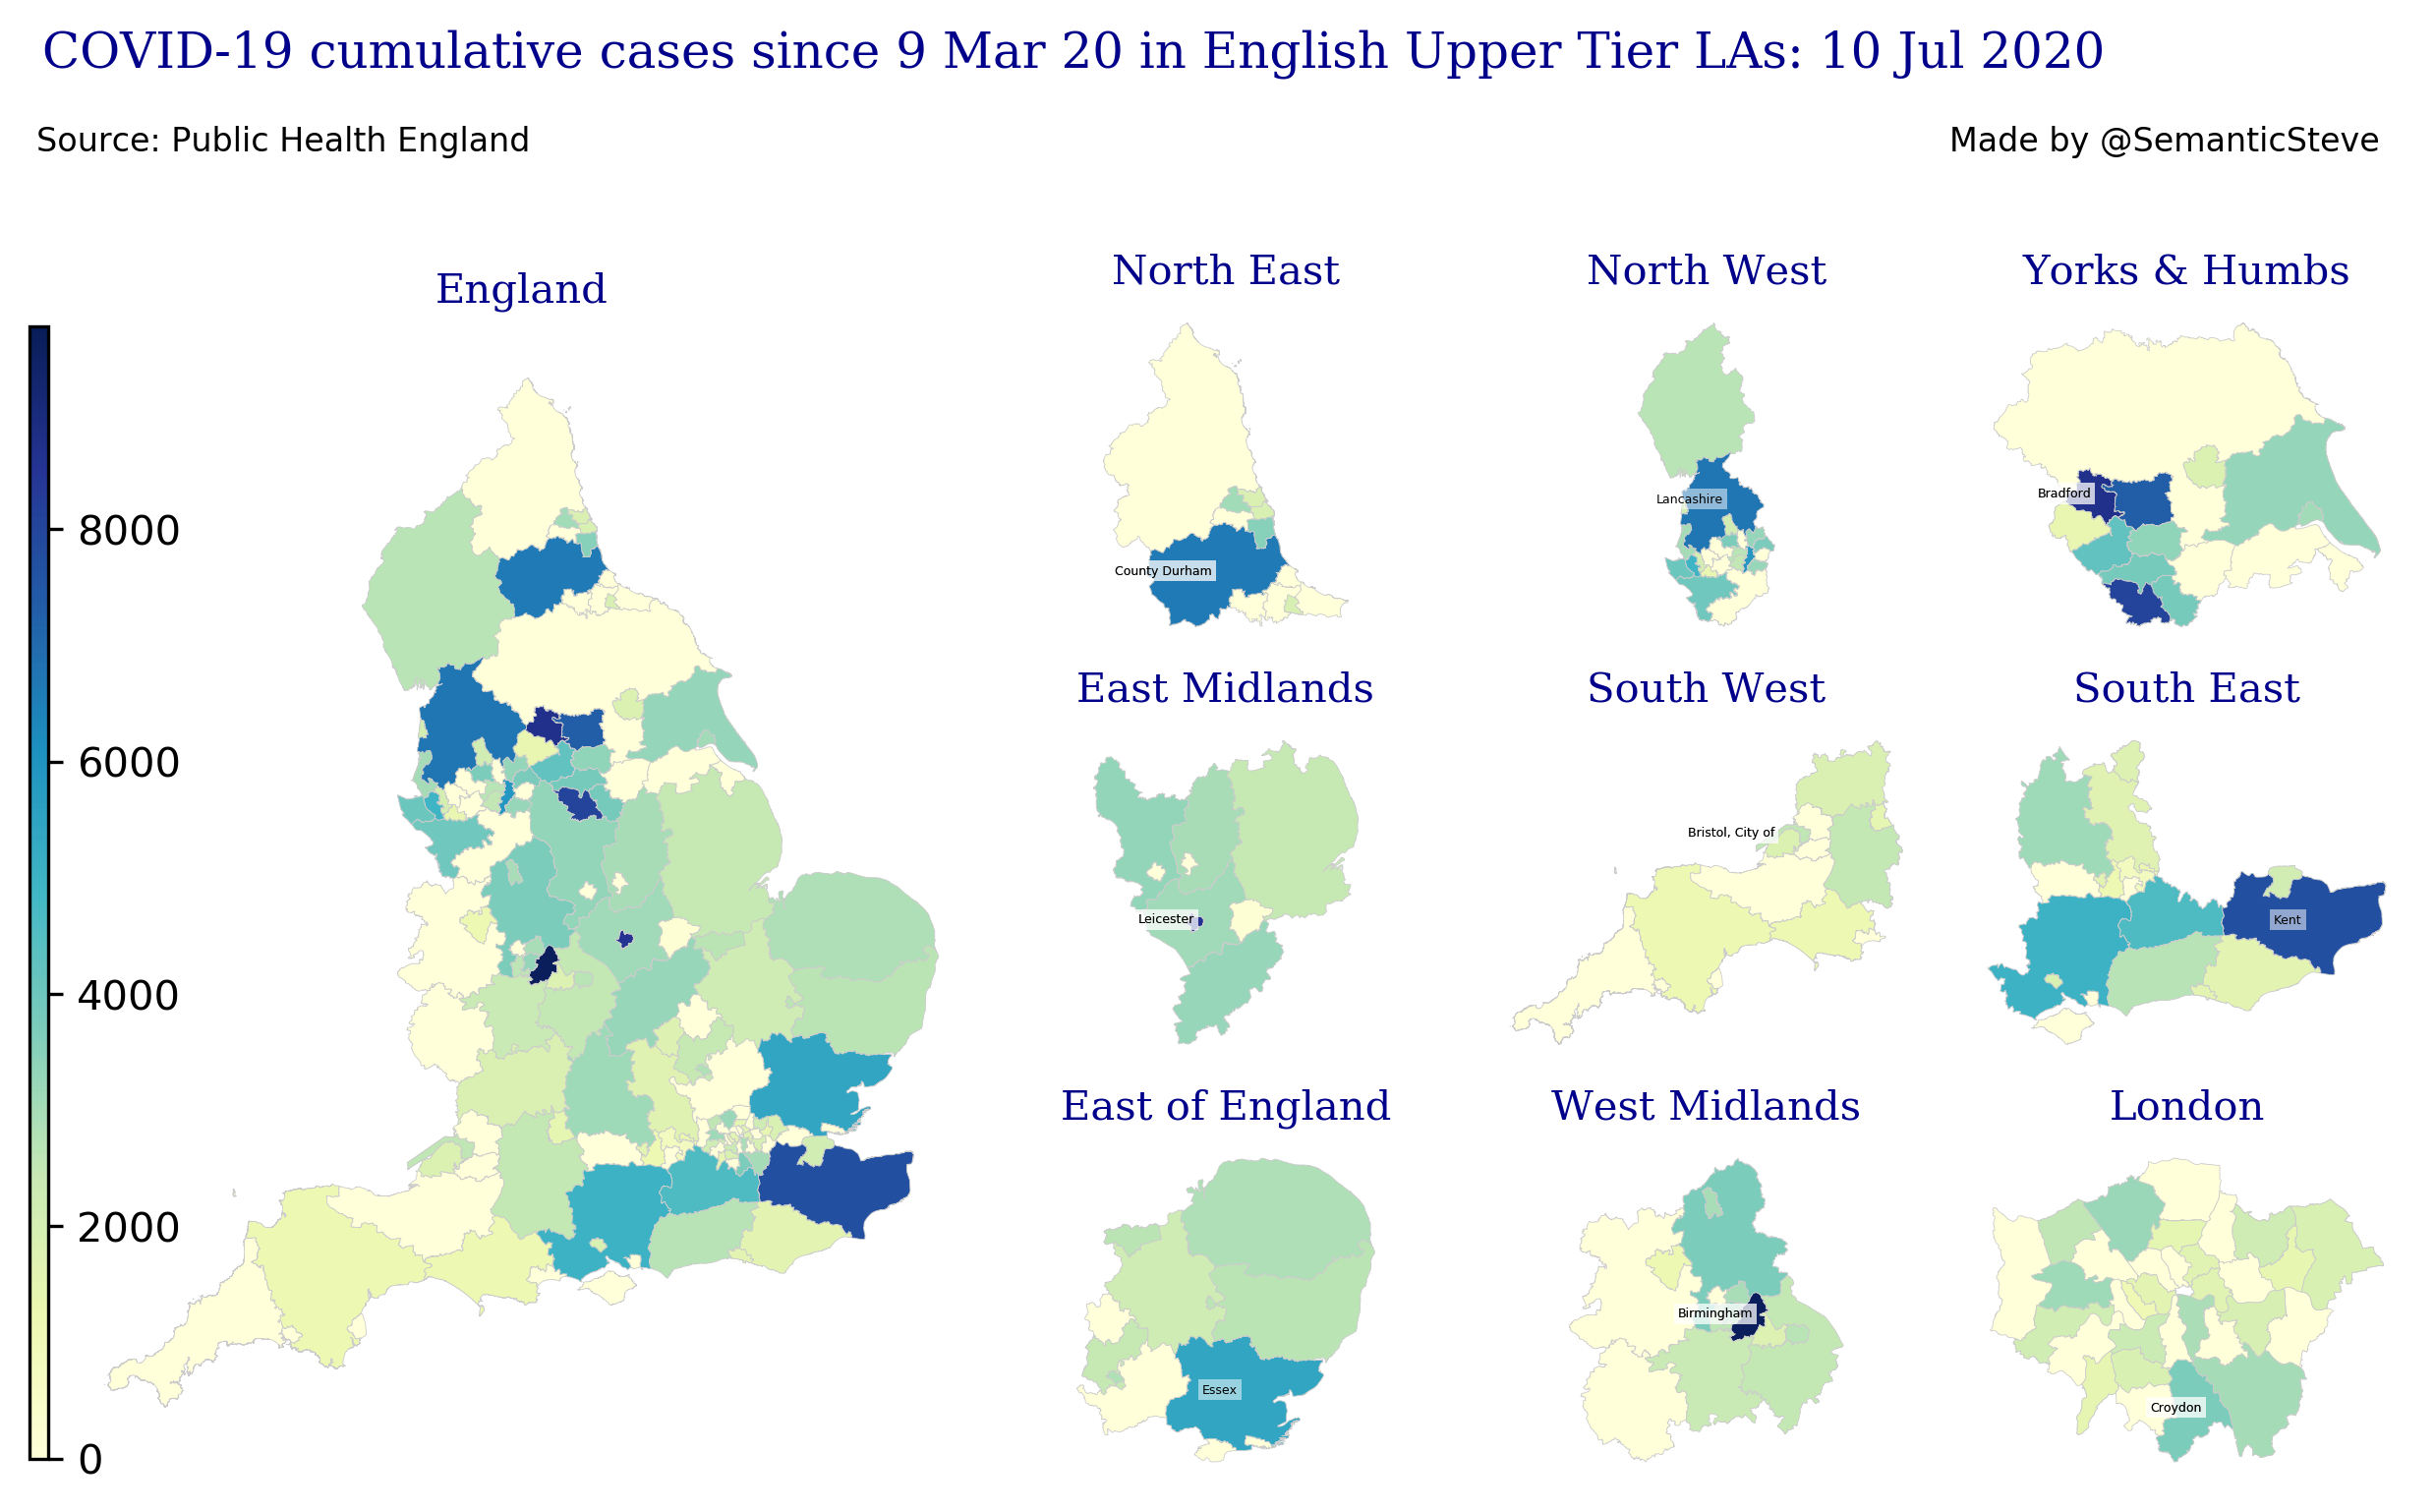 COVID-19 cumulative cases since 9 Mar 20 in English Upper Tier LAs: 10 Jul 2020
Source: Public Health England
Made by @SemanticSteve
England
8000
6000
4000
2000
0
North East
County Durham
North West
Lancashire
Yorks & Humbs
Bradford
East Midlands
Leicester
South West
Bristol, City of
South East
Kent
East of England
Essex
West Midlands
Birmingham
London
Croydon